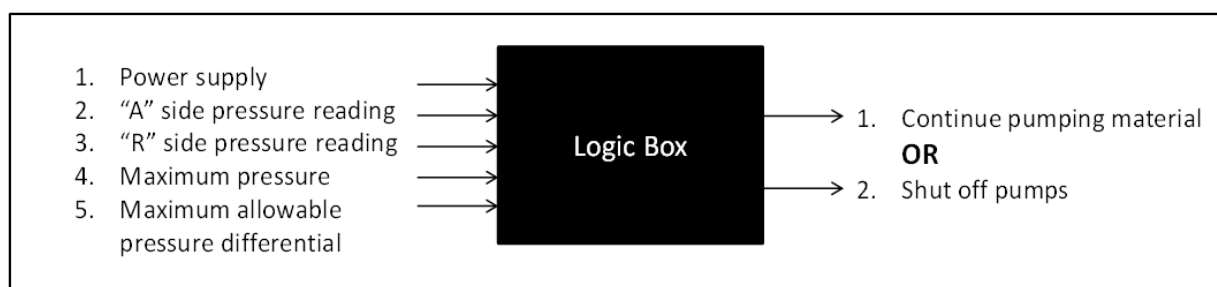 1. Power supply
2. “A” side pressure reading
3. “R” side pressure reading
4. Maximum pressure
5. Maximum allowable
pressure differential
Logic Box
1. Continue pumping material
OR
2. Shut off pumps